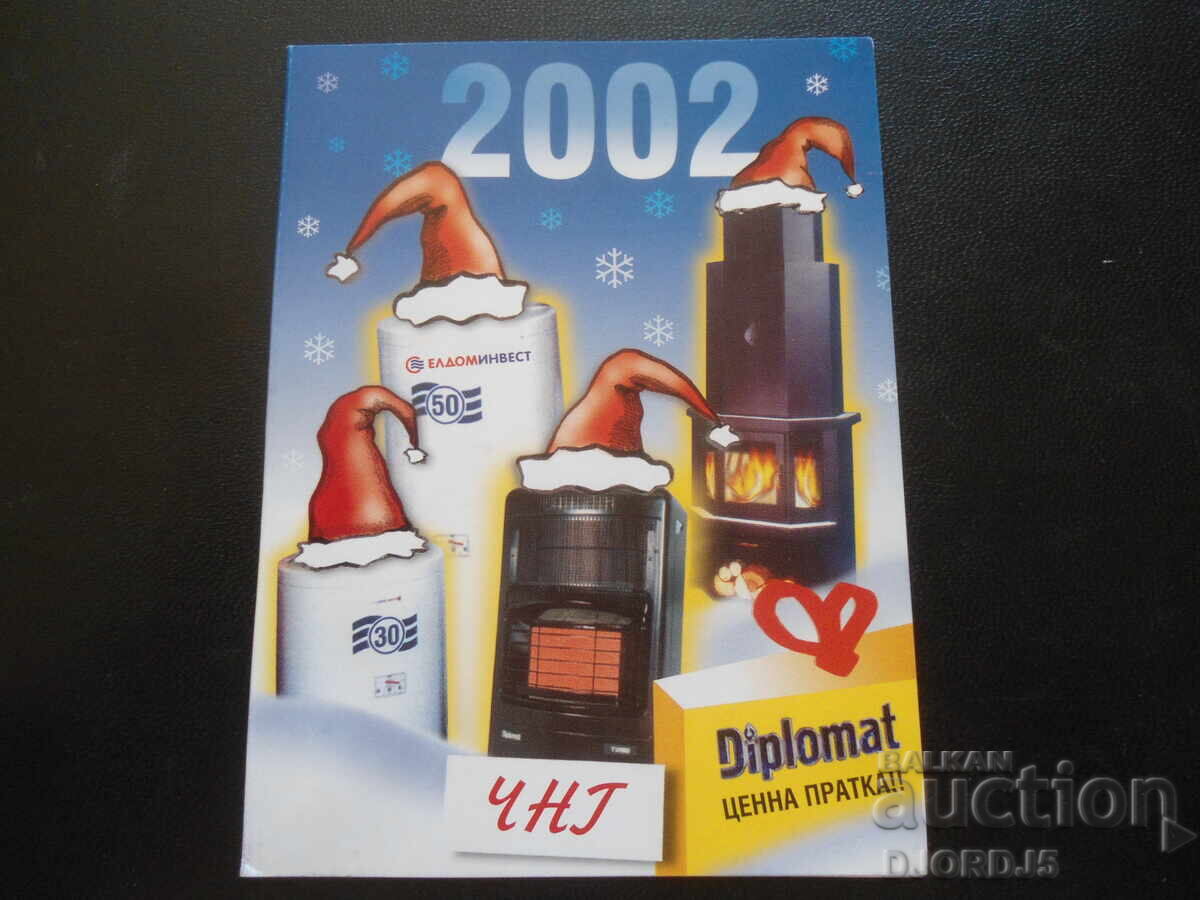 2002
ЕЛДОМИНВЕСТ
50
30
Diplomat
ЦЕННА ПРАТКА!!
ЧНГ
BALKAN
auction
DJORDJ5